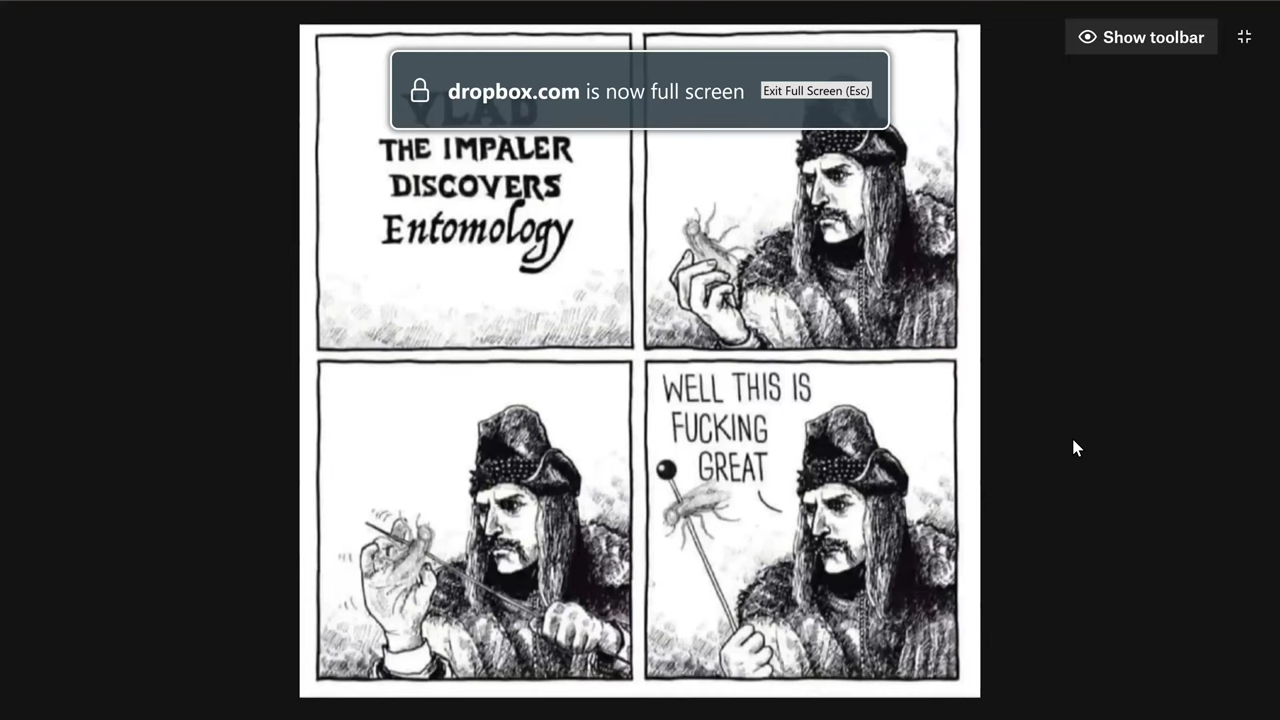 Show toolbar
dropbox.com is now full screen
Exit Full Screen (Esc)
VLAD
THE IMPALER
DISCOVERS
Entomology
WELL THIS IS
FUCKING
GREAT